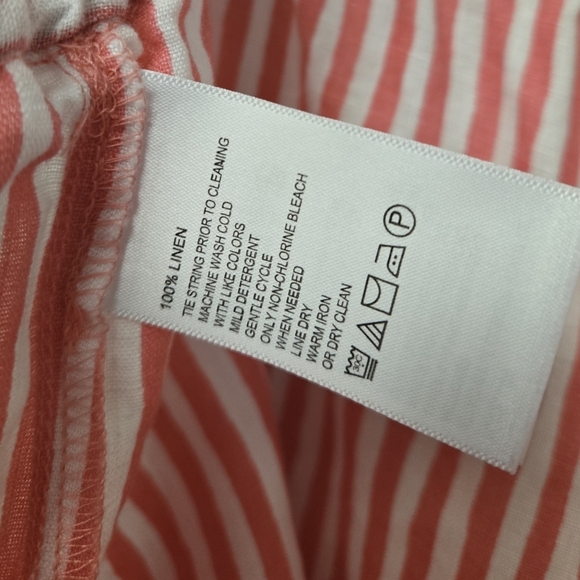 100% LINEN
TIE STRING PRIOR TO CLEANING
MACHINE WASH COLD
WITH LIKE COLORS
MILD DETERGENT
GENTLE CYCLE
ONLY NON-CHLORINE BLEACH
WHEN NEEDED
LINE DRY
WARM IRON
OR DRY CLEAN
30C P